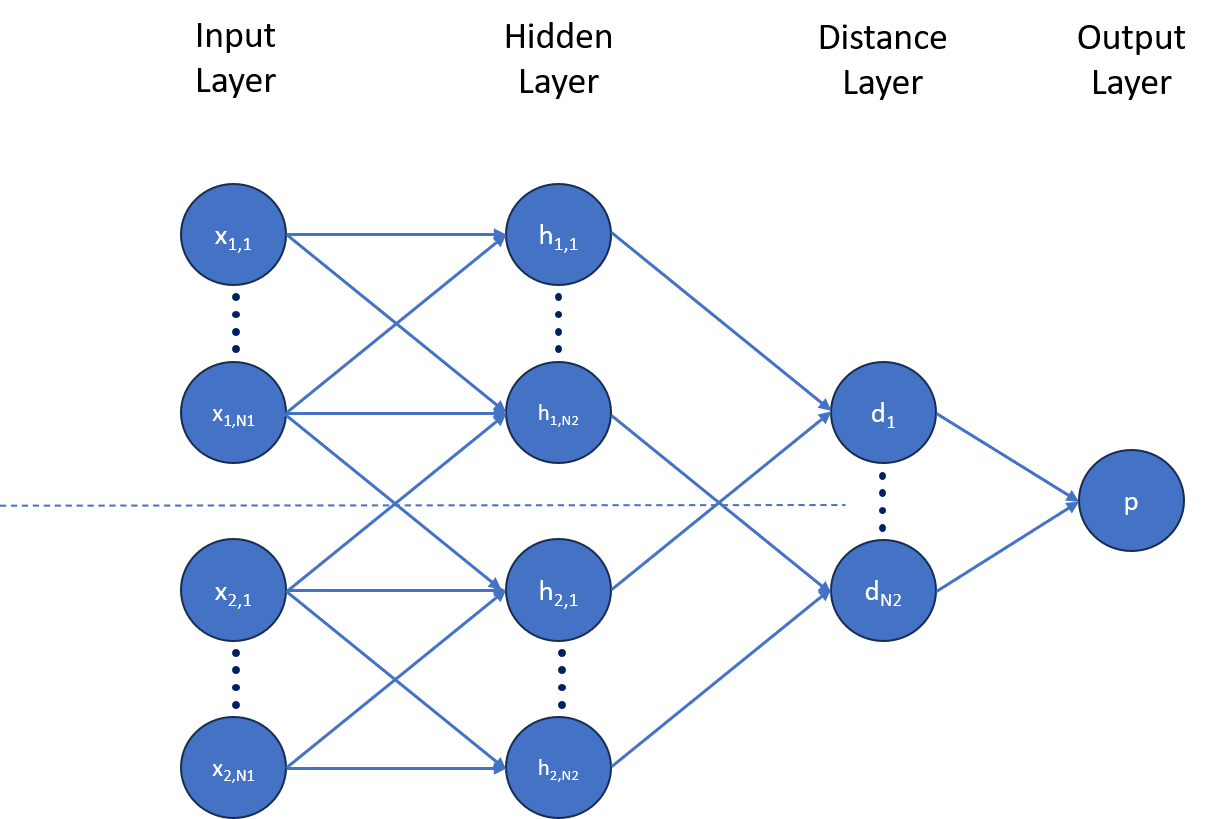 Input
Layer
Hidden
Layer
Distance
Layer
Output
Layer
x1,1
h1,1
x1,N1
h1,N2
d1
p
x2,1
h2,1
dN2
x2,N1
h2,N2